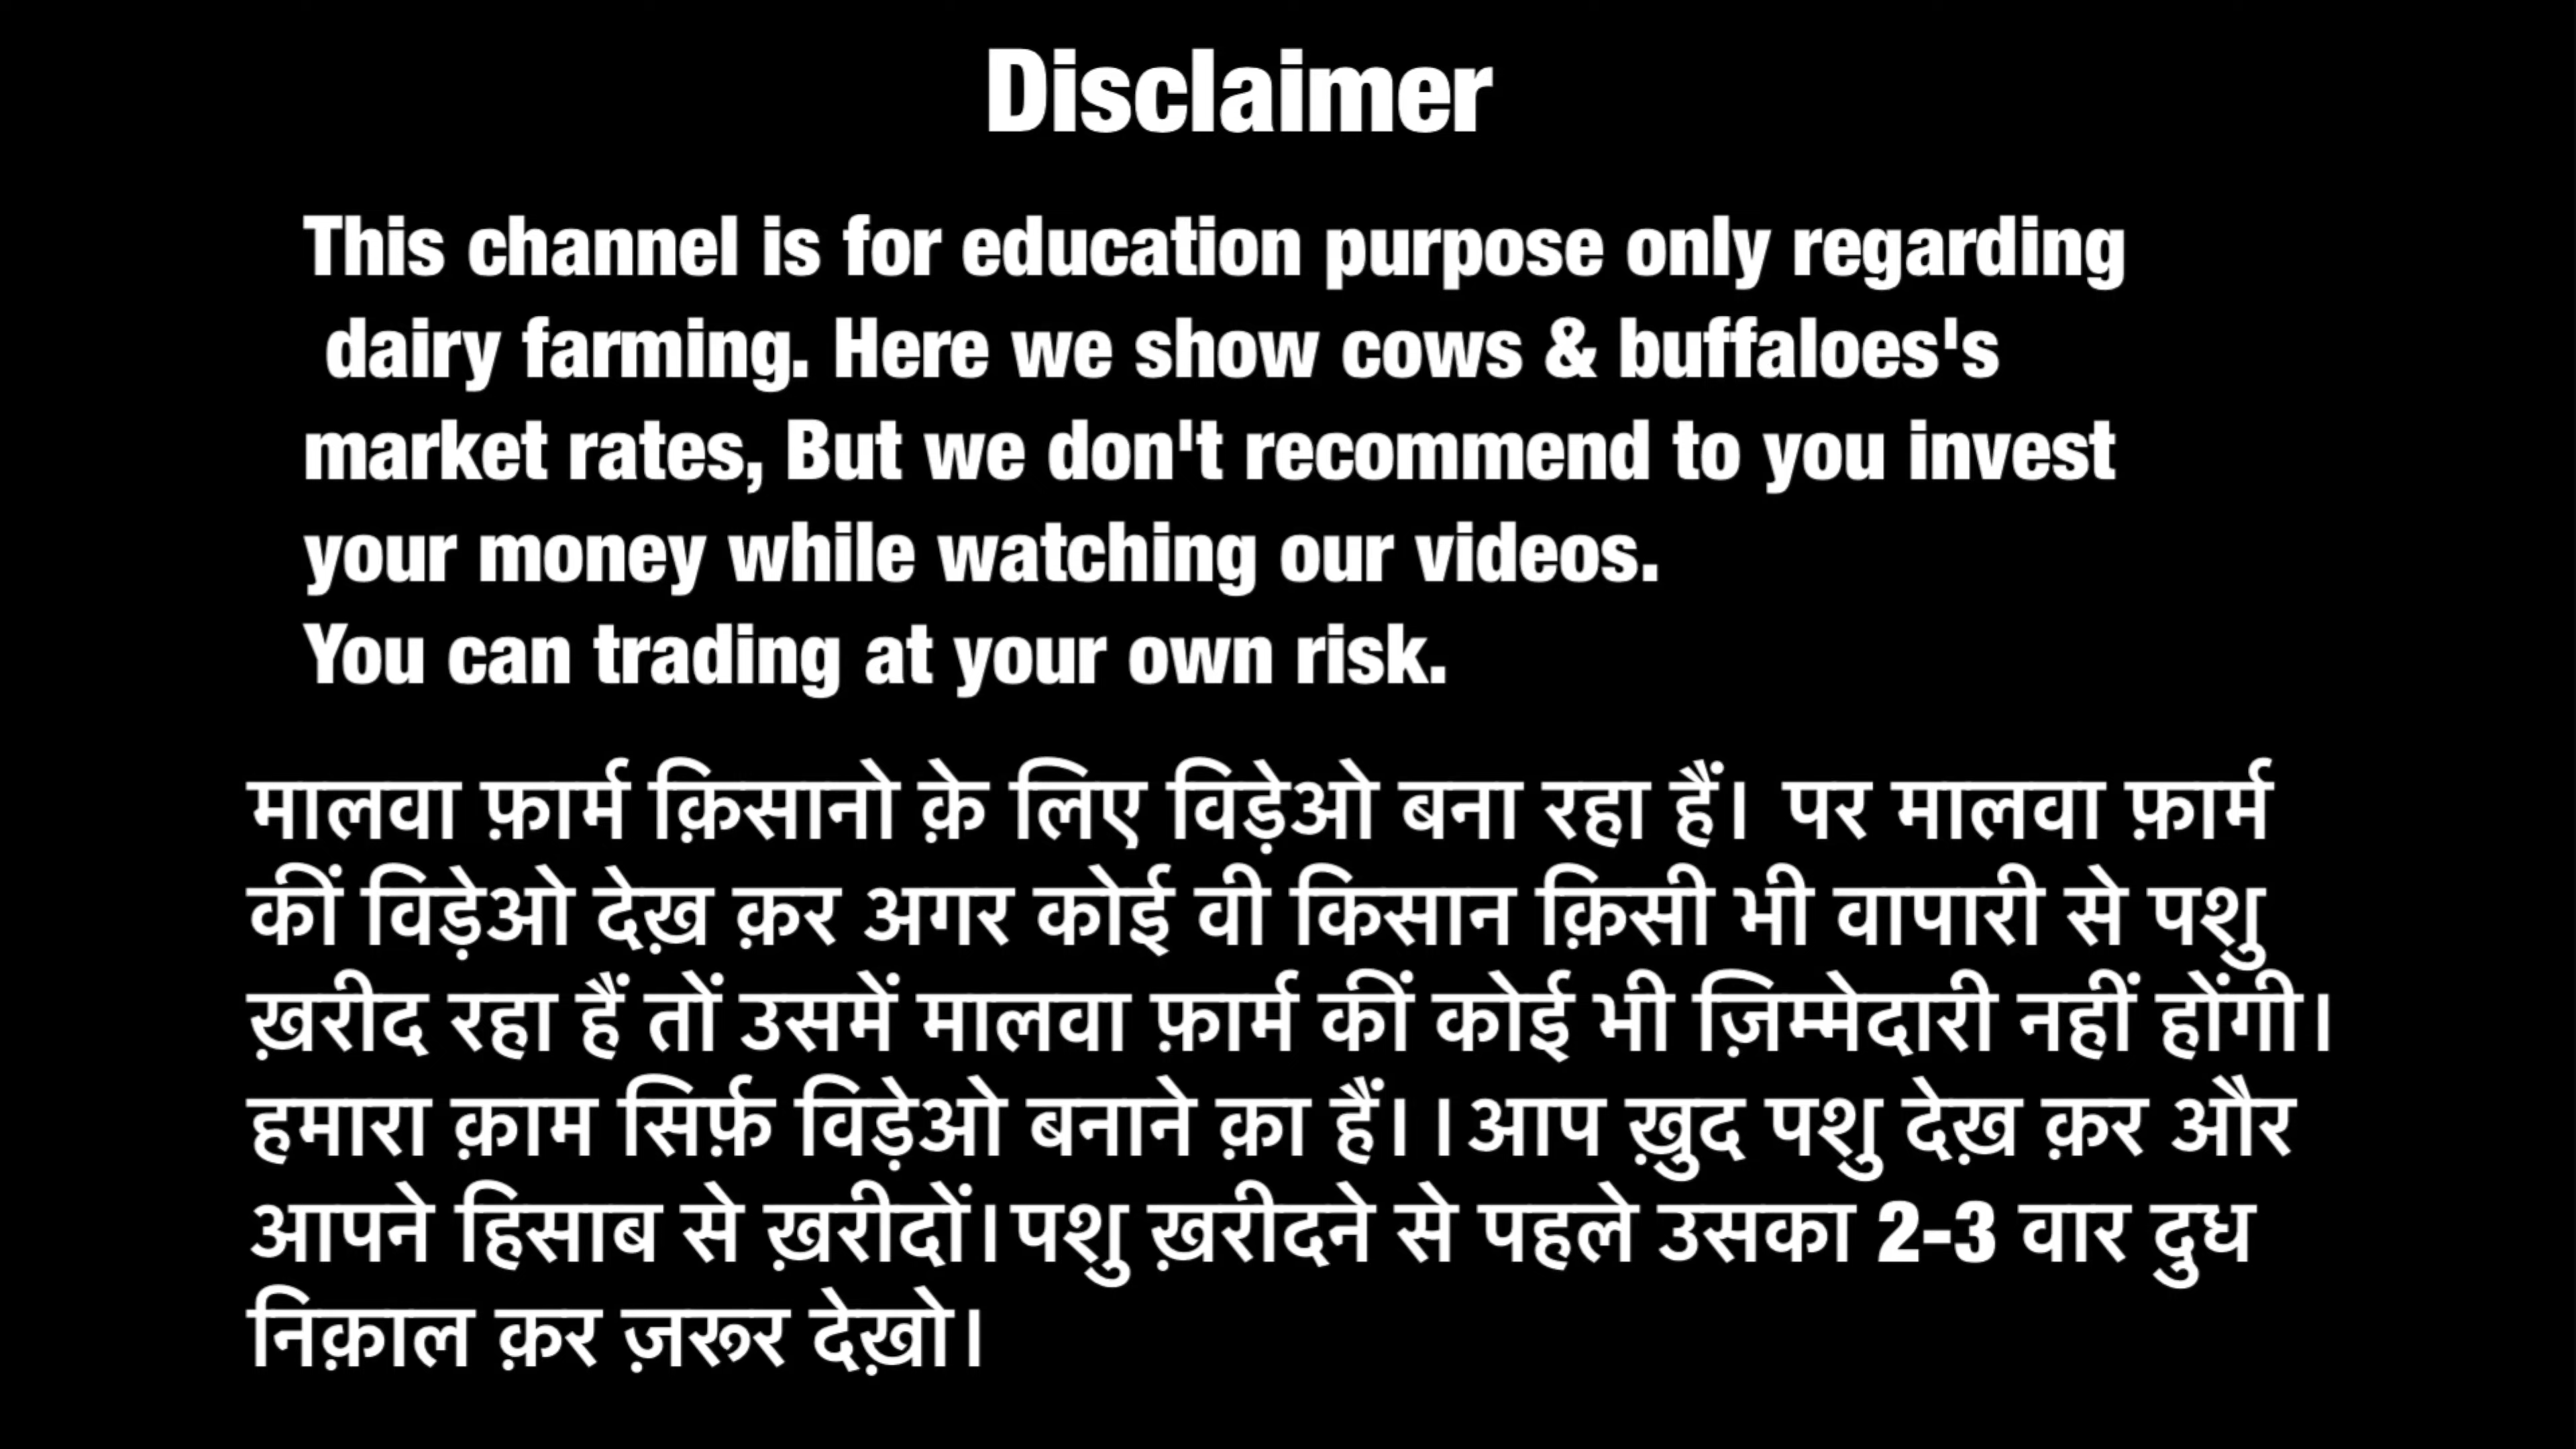 Disclaimer
This channel is for education purpose only regarding
dairy farming. Here we show cows & buffaloes's
market rates, But we don't recommend to you invest
your money while watching our videos.
You can trading at your own risk.
मालवा फ़ार्म क़िसानो क़े लिए विड़ेओ बना रहा हैं। पर मालवा फ़ार्म
कीं विड़ेओ देख़ क़र अगर कोई वी किसान क़िसी भी वापारी से पशु
ख़रीद रहा हैं तों उसमें मालवा फ़ार्म कीं कोई भी ज़िम्मेदारी नहीं होंगी।
हमारा क़ाम सिर्फ़ विड़ेओ बनाने क़ा हैं।।आप ख़ुद पशु देख़ क़र और
आपने हिसाब से ख़रीदों।पशु ख़रीदने से पहले उसका 2-3 वार दुध
निक़ाल क़र ज़रूर देख़ो।